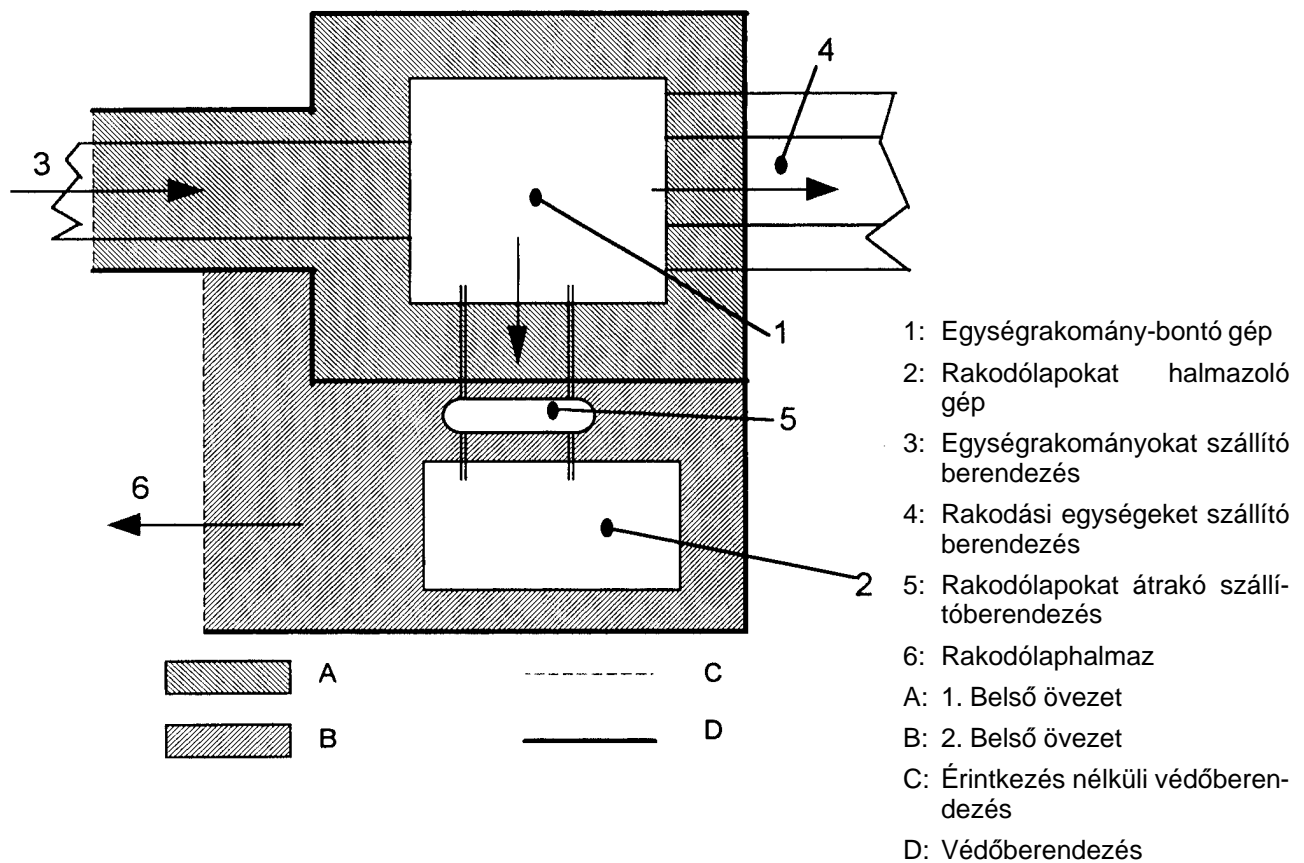 4
3
1
5
6
2
A
C
B
D
1: Egységrakomány-bontó gép
2: Rakodólapokat halmazoló
gép
3: Egységrakományokat szállító
berendezés
4: Rakodási egységeket szállító
berendezés
5: Rakodólapokat átrakó szállí-
tóberendezés
6: Rakodólaphalmaz
A: 1. Belső övezet
B: 2. Belső övezet
C: Érintkezés nélküli védőberen-
dezés
D: Védőberendezés